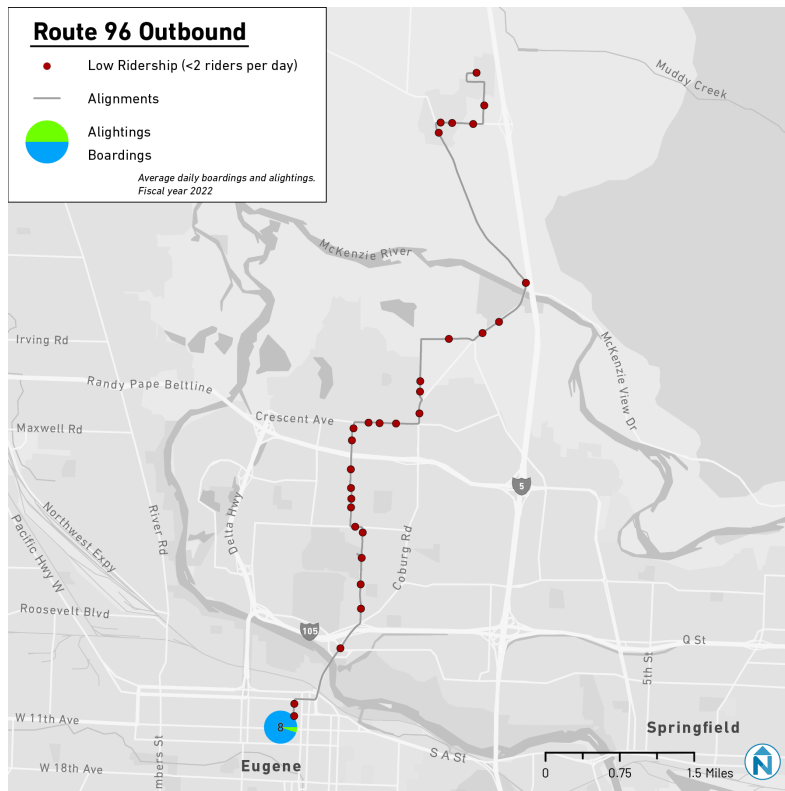 Route 96 Outbound
Low Ridership (<2 riders per day)
Alignments
Alightings
Boardings
Average daily boardings and alightings.
Fiscal year 2022
Muddy Creek
McKenzie River
Irving Rd
Randy Pape Beltline
McKenzie View Dr
Crescent Ave
Maxwell Rd
5
Delta Hwy
Northwest Expy
River Rd
Pacific Hwy W
Coburg Rd
Roosevelt Blvd
105
Q St
5th St
W 11th Ave
8
Springfield
S A St
mbers St
W 18th Ave
Eugene
0 0.75 1.5 Miles
N